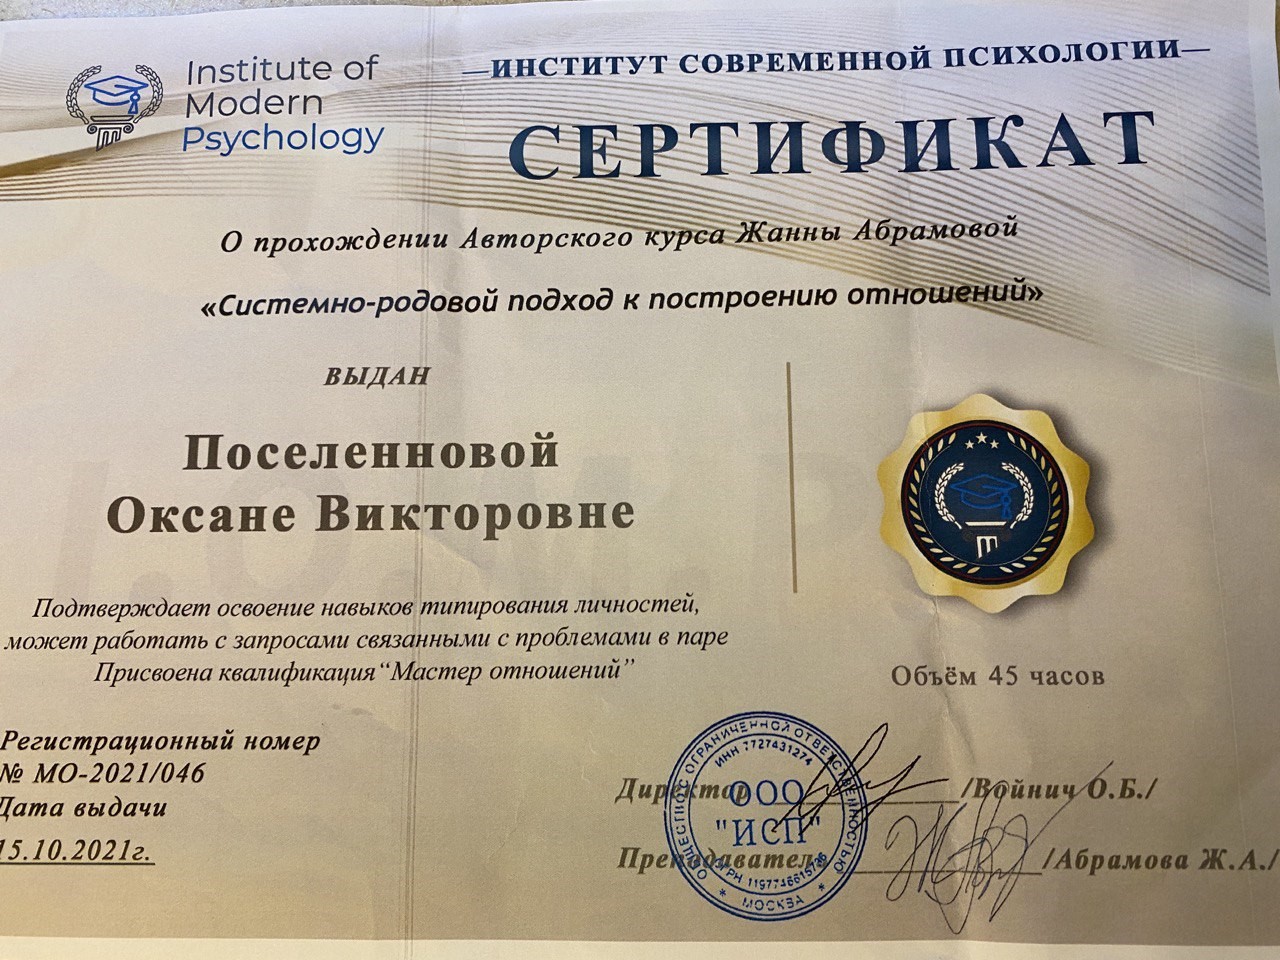 Institute of
Modern
Psychology
ИНСТИТУТ СОВРЕМЕННОЙ ПСИХОЛОГИИ
СЕРТИФИКАТ
О прохождении Авторского курса Жанны Абрамовой
«Системно-родовой подход к построению отношений»
ВЫДАН
Поселенновой
Оксане Викторовне
Подтверждает освоение навыков типирования личностей,
может работать с запросами связанными с проблемами в паре
Присвоена квалификация “Мастер отношений”
Объём 45 часов
Регистрационный номер
№ МО-2021/046
Дата выдачи
15.10.2021г.
Директор /Войнич О.Б./
Преподаватель /Абрамова Ж.А./
ОБЩЕСТВО С ОГРАНИЧЕННОЙ ОТВЕТСТВЕННОСТЬЮ
ИНН 7727431274
ООО
"ИСП"
ОГРН
* МОСКВА *